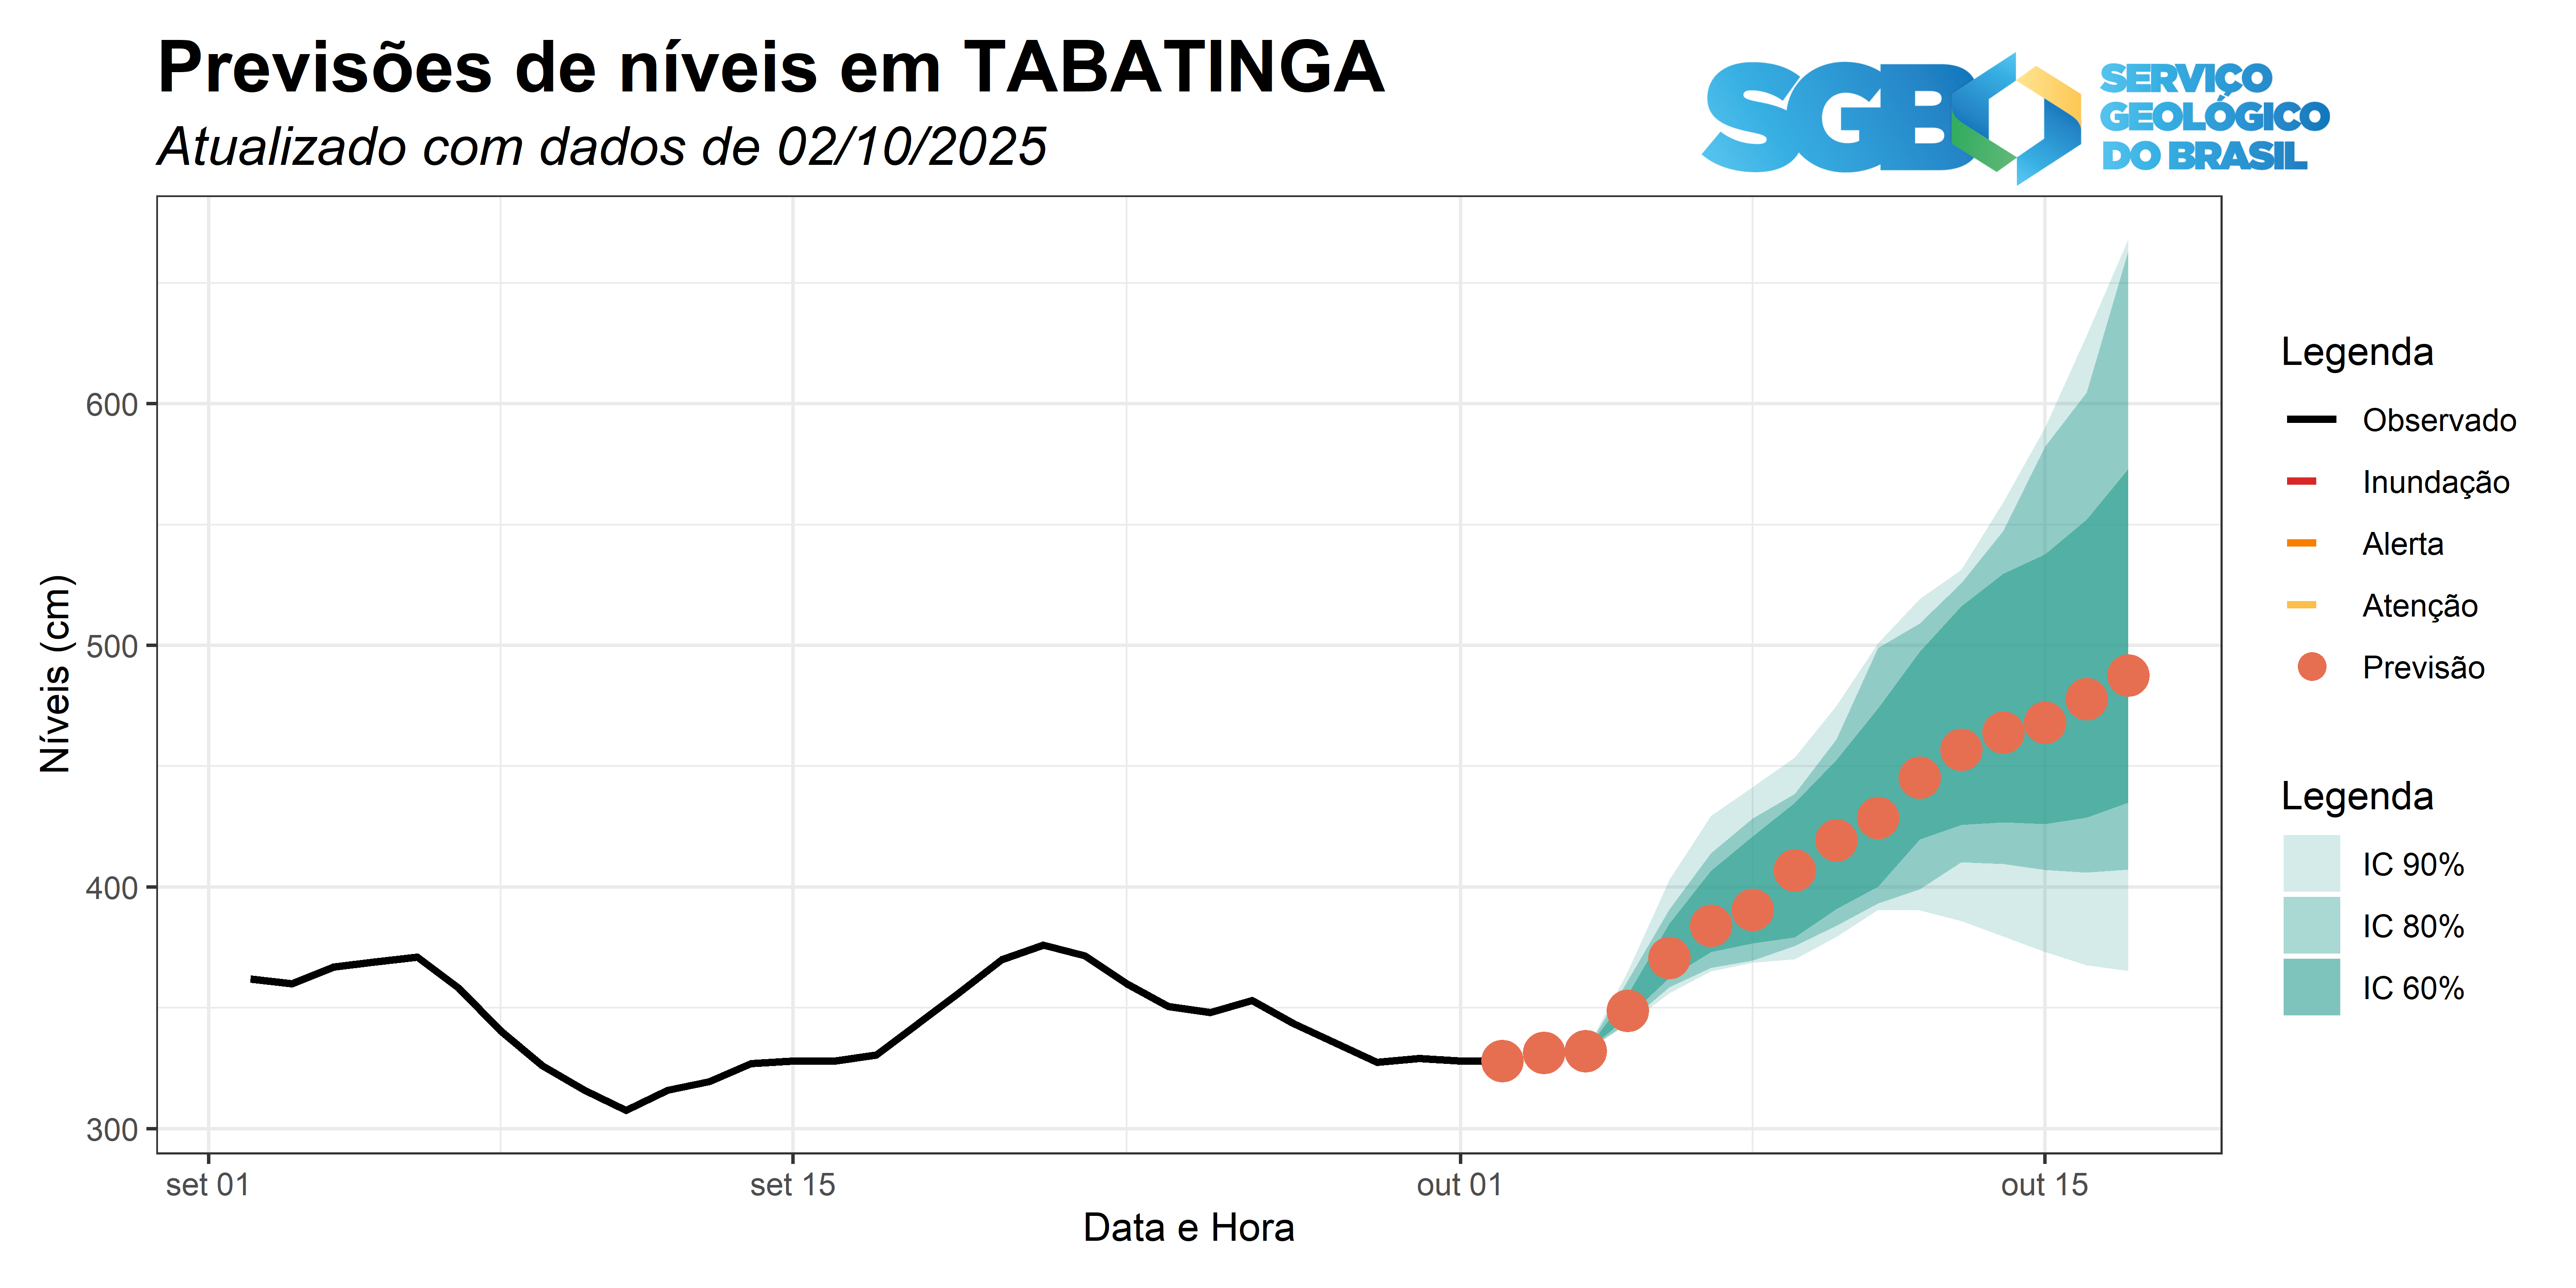 Previsões de níveis em TABATINGA
Atualizado com dados de 02/10/2025
SGB
SERVIÇO
GEOLÓGICO
DO BRASIL
Níveis (cm)
600
500
400
300
set 01
set 15
out 01
out 15
Data e Hora
Legenda
Observado
Inundação
Alerta
Atenção
Previsão
Legenda
IC 90%
IC 80%
IC 60%